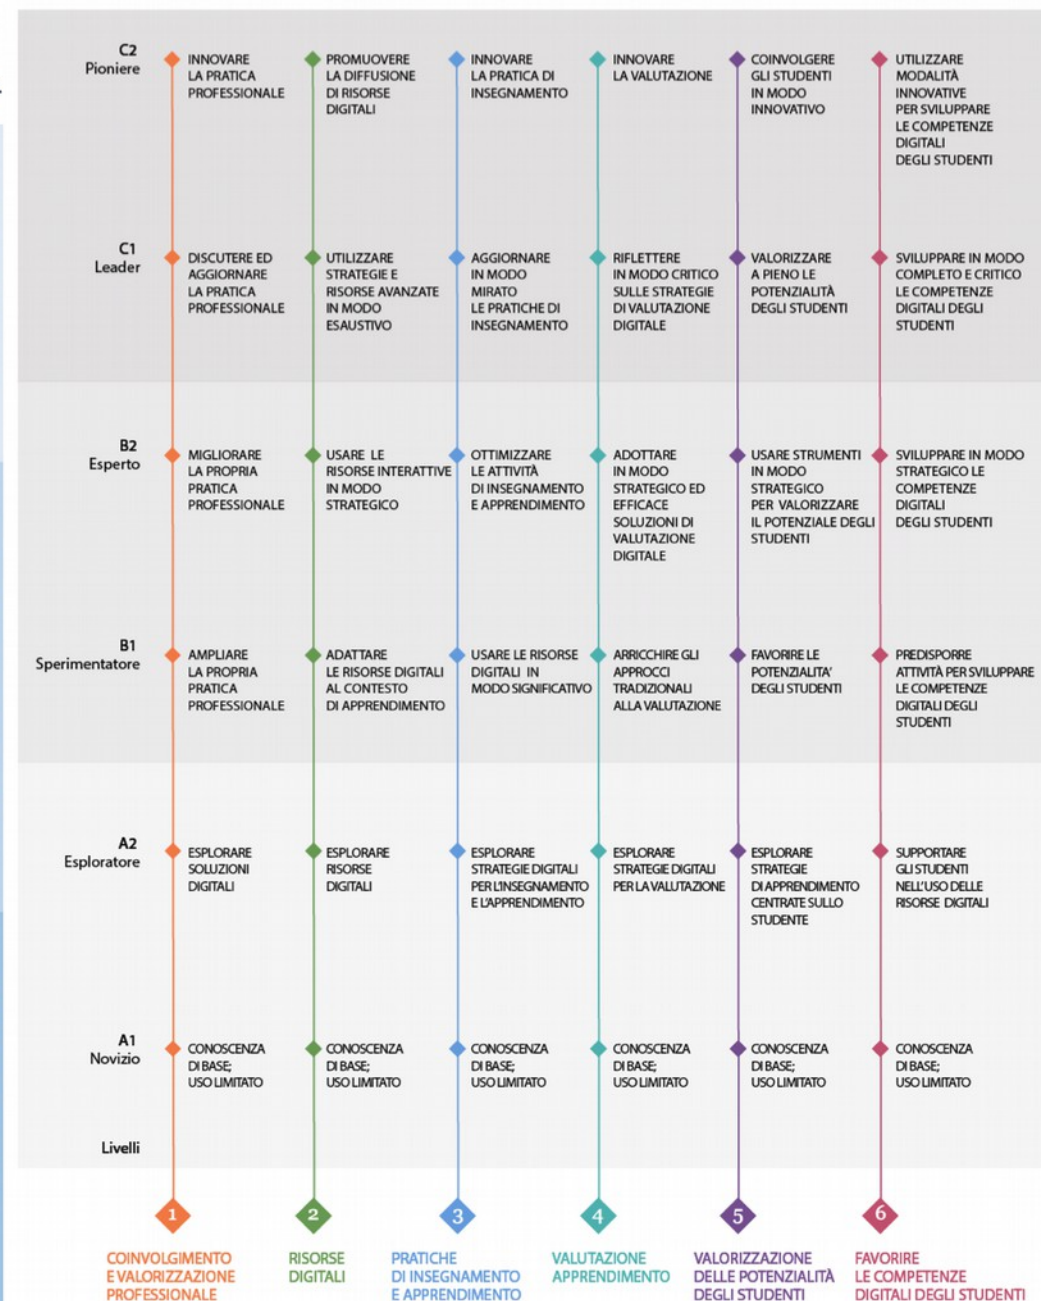 C2
Pioniere
INNOVARE
LA PRATICA
PROFESSIONALE
PROMUOVERE
LA DIFFUSIONE
DI RISORSE
DIGITALI
INNOVARE
LA PRATICA DI
INSEGNAMENTO
INNOVARE
LA VALUTAZIONE
COINVOLGERE
GLI STUDENTI
IN MODO
INNOVATIVO
UTILIZZARE
MODALITÀ
INNOVATIVE
PER SVILUPPARE
LE COMPETENZE
DIGITALI
DEGLI STUDENTI
C1
Leader
DISCUTERE ED
AGGIORNARE
LA PRATICA
PROFESSIONALE
UTILIZZARE
STRATEGIE E
RISORSE AVANZATE
IN MODO
ESAUSTIVO
AGGIORNARE
IN MODO
MIRATO
LE PRATICHE DI
INSEGNAMENTO
RIFLETTERE
IN MODO CRITICO
SULLE STRATEGIE
DI VALUTAZIONE
DIGITALE
VALORIZZARE
A PIENO LE
POTENZIALITÀ
DEGLI STUDENTI
SVILUPPARE IN MODO
COMPLETO E CRITICO
LE COMPETENZE
DIGITALI DEGLI
STUDENTI
B2
Esperto
MIGLIORARE
LA PROPRIA
PRATICA
PROFESSIONALE
USARE LE
RISORSE INTERATTIVE
IN MODO
STRATEGICO
OTTIMIZZARE
LE ATTIVITÀ
DI INSEGNAMENTO
E APPRENDIMENTO
ADOTTARE
IN MODO
STRATEGICO ED
EFFICACE
SOLUZIONI DI
VALUTAZIONE
DIGITALE
USARE STRUMENTI
IN MODO
STRATEGICO
PER VALORIZZARE
IL POTENZIALE DEGLI
STUDENTI
SVILUPPARE IN MODO
STRATEGICO LE
COMPETENZE
DIGITALI
DEGLI STUDENTI
B1
Sperimentatore
AMPLIARE
LA PROPRIA
PRATICA
PROFESSIONALE
ADATTARE
LE RISORSE DIGITALI
AL CONTESTO
DI APPRENDIMENTO
USARE LE RISORSE
DIGITALI IN
MODO SIGNIFICATIVO
ARRICCHIRE GLI
APPROCCI
TRADIZIONALI
ALLA VALUTAZIONE
FAVORIRE LE
POTENZIALITA'
DEGLI STUDENTI
PREDISPORRE
ATTIVITÀ PER SVILUPPARE
LE COMPETENZE
DIGITALI DEGLI
STUDENTI
A2
Esploratore
ESPLORARE
SOLUZIONI
DIGITALI
ESPLORARE
RISORSE
DIGITALI
ESPLORARE
STRATEGIE DIGITALI
PER L'INSEGNAMENTO
E L'APPRENDIMENTO
ESPLORARE
STRATEGIE DIGITALI
PER LA VALUTAZIONE
ESPLORARE
STRATEGIE
DI APPRENDIMENTO
CENTRATE SULLO
STUDENTE
SUPPORTARE
GLI STUDENTI
NELL'USO DELLE
RISORSE DIGITALI
A1
Novizio
CONOSCENZA
DI BASE;
USO LIMITATO
CONOSCENZA
DI BASE;
USO LIMITATO
CONOSCENZA
DI BASE;
USO LIMITATO
CONOSCENZA
DI BASE;
USO LIMITATO
CONOSCENZA
DI BASE;
USO LIMITATO
CONOSCENZA
DI BASE;
USO LIMITATO
Livelli
1
COINVOLGIMENTO
E VALORIZZAZIONE
PROFESSIONALE
2
RISORSE
DIGITALI
3
PRATICHE
DI INSEGNAMENTO
E APPRENDIMENTO
4
VALUTAZIONE
APPRENDIMENTO
5
VALORIZZAZIONE
DELLE POTENZIALITÀ
DEGLI STUDENTI
6
FAVORIRE
LE COMPETENZE
DIGITALI DEGLI STUDENTI